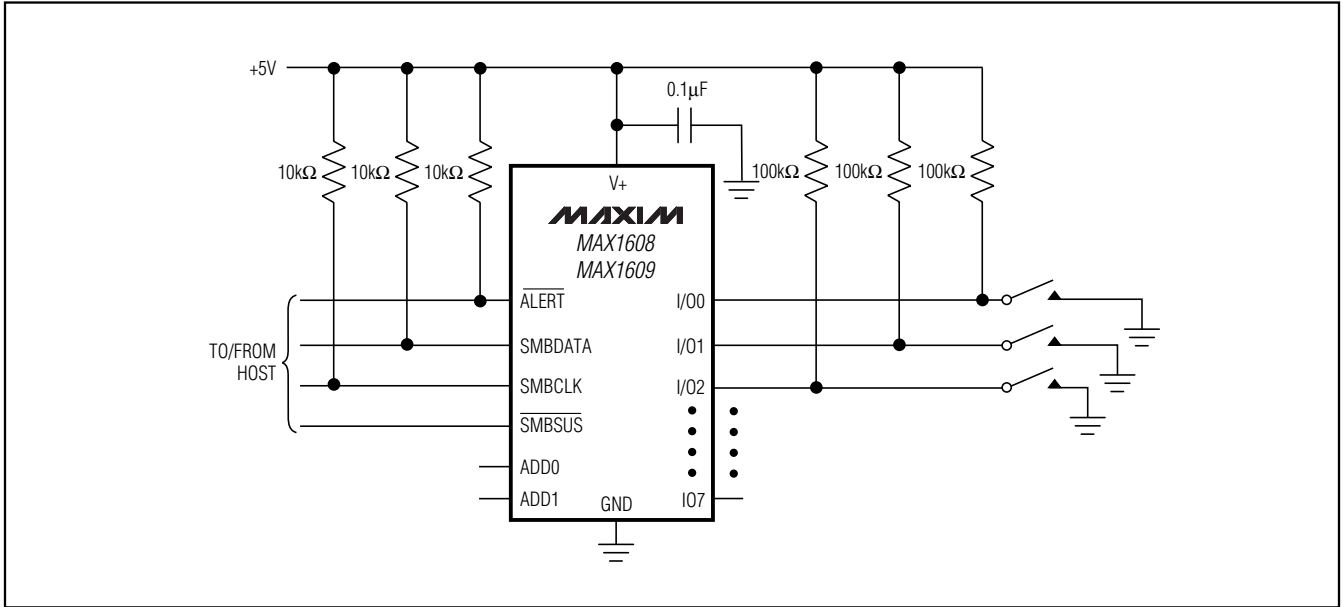 +5V
0.1µF
10kΩ 10kΩ 10kΩ
100kΩ 100kΩ 100kΩ
V+
MAXIM
MAX1608
MAX1609
ALERT
I/O0
SMBDATA
I/O1
TO/FROM
HOST
SMBCLK
I/O2
SMBSUS
ADD0
ADD1
GND
IO7